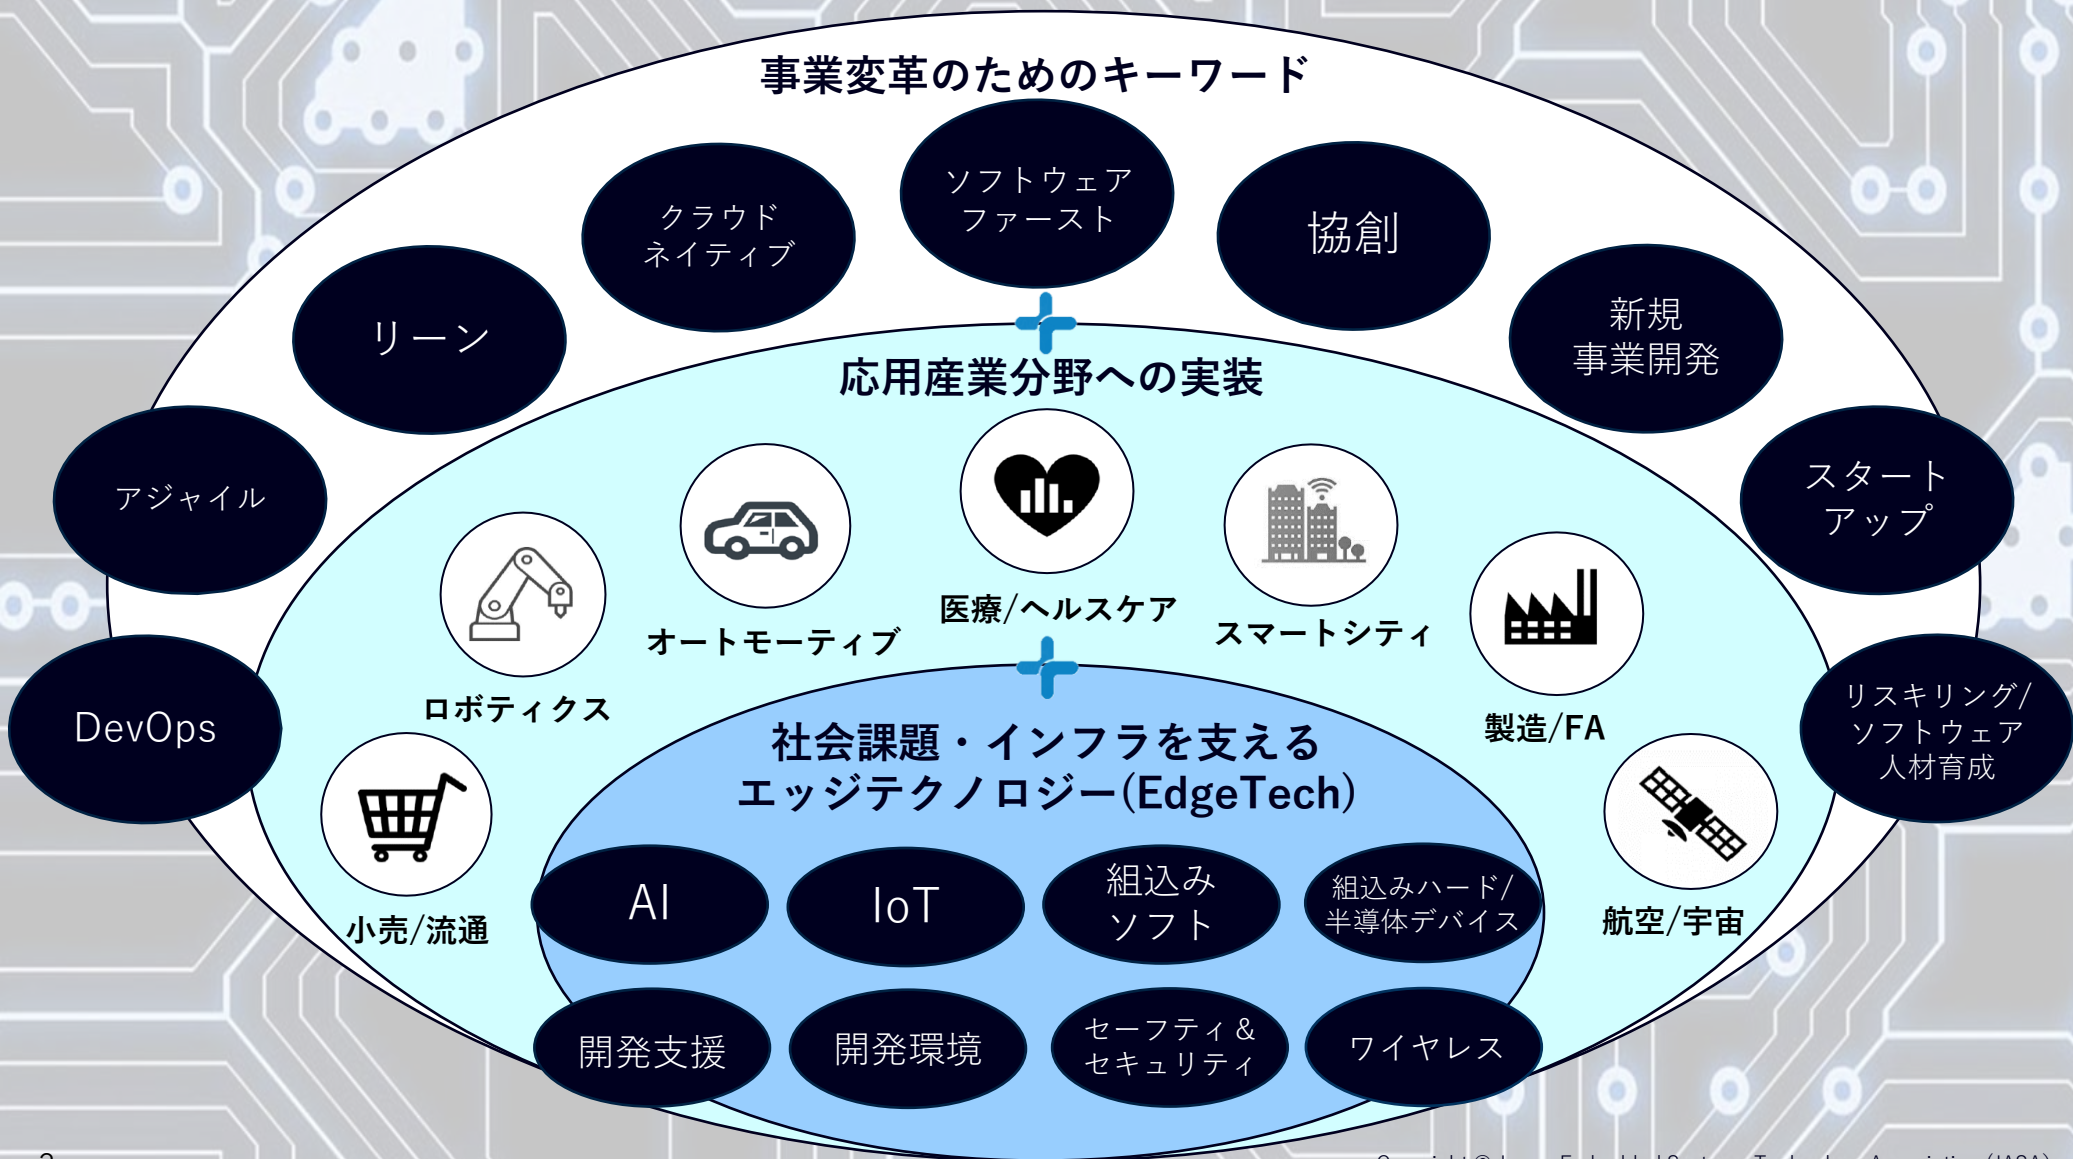 事業変革のためのキーワード
ソフトウェア
ファースト
クラウド
ネイティブ
協創
リーン
新規
事業開発
アジャイル
スタート
アップ
DevOps
リスキリング/
ソフトウェア
人材育成
応用産業分野への実装
医療/ヘルスケア
オートモーティブ
スマートシティ
ロボティクス
製造/FA
小売/流通
航空/宇宙
社会課題・インフラを支える
エッジテクノロジー(EdgeTech)
AI
IoT
組込み
ソフト
組込みハード/
半導体デバイス
開発支援
開発環境
セーフティ&
セキュリティ
ワイヤレス